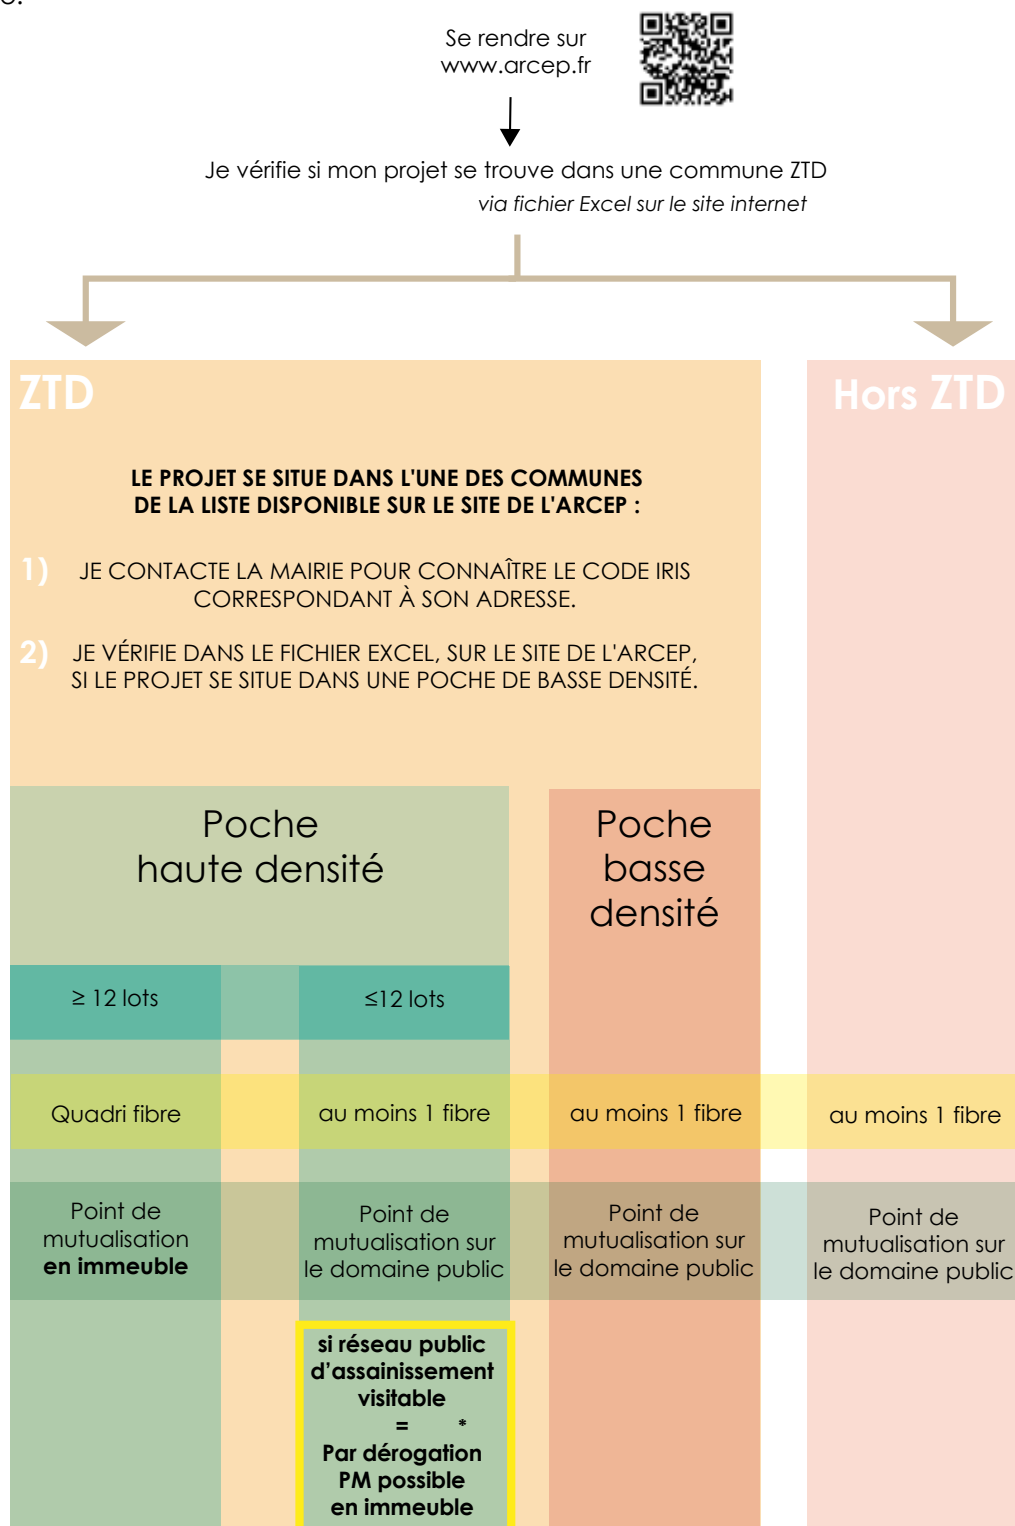 Se rendre sur
www.arcep.fr
Je vérifie si mon projet se trouve dans une commune ZTD
via fichier Excel sur le site internet
ZTD
Hors ZTD
LE PROJET SE SITUE DANS L'UNE DES COMMUNES
DE LA LISTE DISPONIBLE SUR LE SITE DE L'ARCEP :
1) JE CONTACTE LA MAIRIE POUR CONNAÎTRE LE CODE IRIS
CORRESPONDANT À SON ADRESSE.
2) JE VÉRIFIE DANS LE FICHIER EXCEL, SUR LE SITE DE L'ARCEP,
SI LE PROJET SE SITUE DANS UNE POCHE DE BASSE DENSITÉ.
Poche
haute densité
Poche
basse
densité
≥ 12 lots
≤12 lots
Quadri fibre
au moins 1 fibre
au moins 1 fibre
au moins 1 fibre
Point de
mutualisation
en immeuble
Point de
mutualisation sur
le domaine public
Point de
mutualisation sur
le domaine public
Point de
mutualisation sur
le domaine public
si réseau public
d’assainissement
visitable
= *
Par dérogation
PM possible
en immeuble